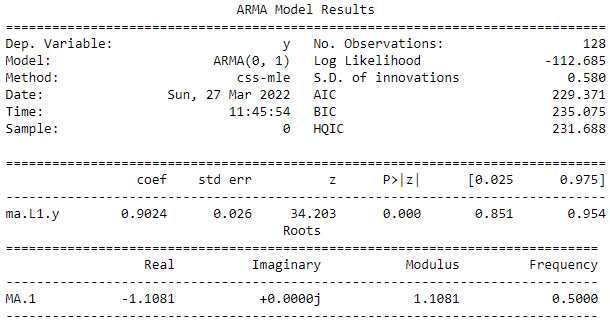 ARMA Model Results
==============================================================================
Dep. Variable:                      y   No. Observations:                  128
Model:                     ARMA(0, 1)   Log Likelihood                -112.685
Method:                       css-mle   S.D. of innovations              0.580
Date:                Sun, 27 Mar 2022   AIC                            229.371
Time:                        11:45:54   BIC                            235.075
Sample:                             0   HQIC                           231.688
==============================================================================
coef    std err          z      P>|z|      [0.025      0.975]
------------------------------------------------------------------------------
ma.L1.y        0.9024      0.026     34.203      0.000       0.851       0.954
Roots
=============================================================================
Real          Imaginary           Modulus         Frequency
-----------------------------------------------------------------------------
MA.1           -1.1081           +0.0000j            1.1081            0.5000
-----------------------------------------------------------------------------